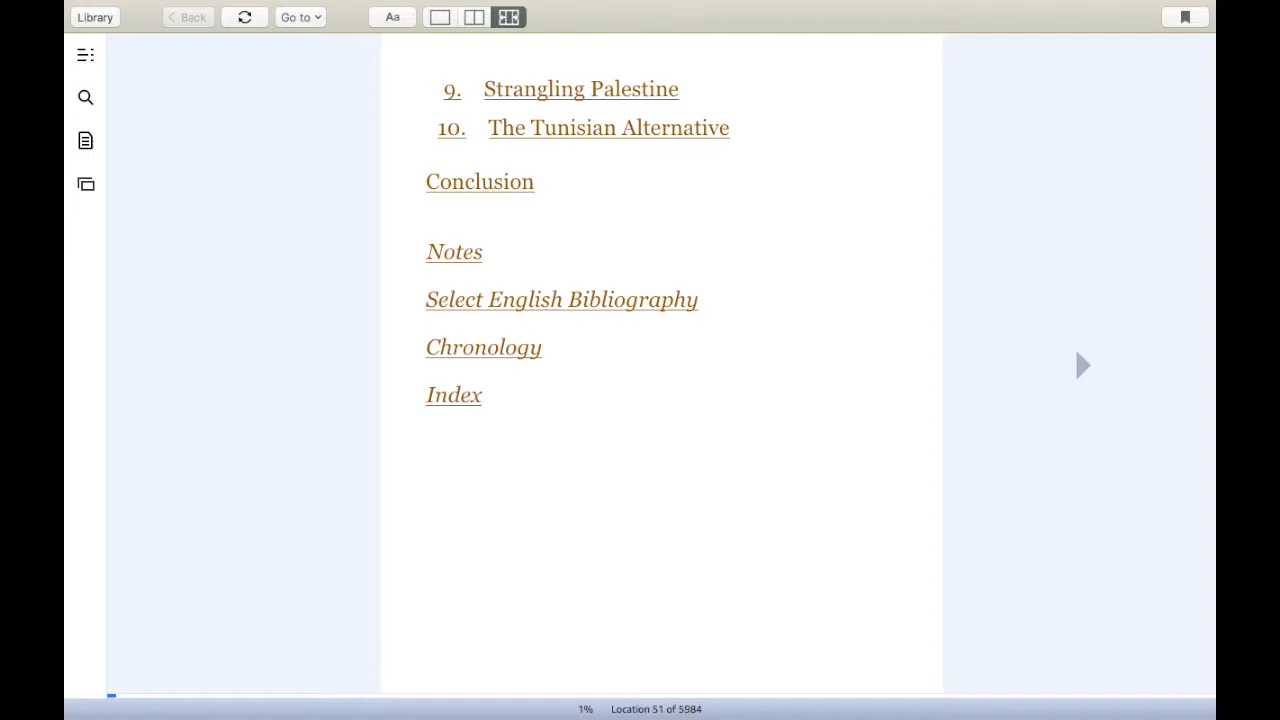 Library
Back
Go to
Aa
9. Strangling Palestine
10. The Tunisian Alternative
Conclusion
Notes
Select English Bibliography
Chronology
Index
1% Location 51 of 5984